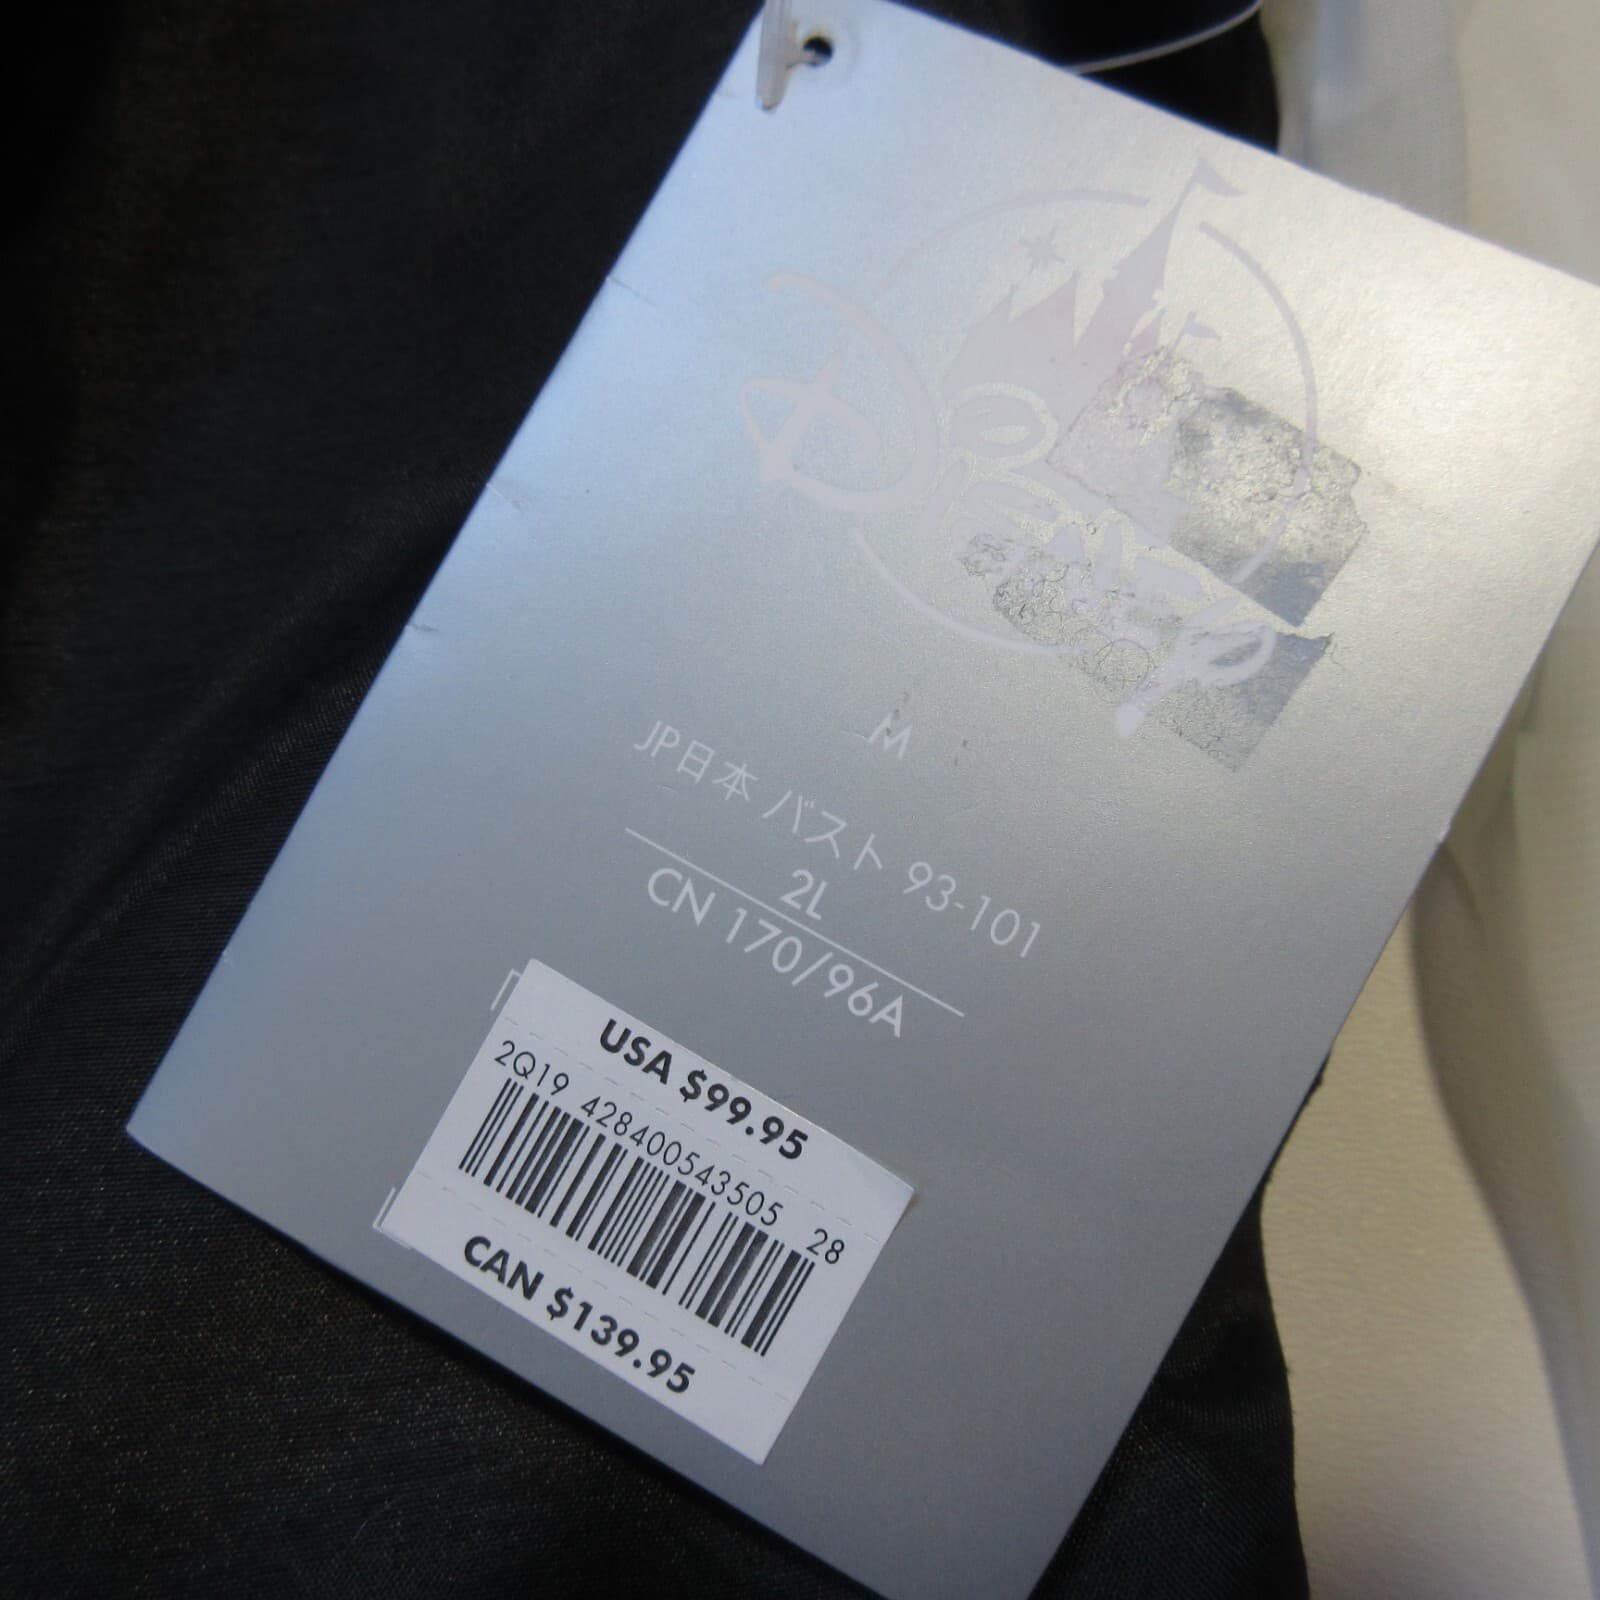 Disney
M
JP日本 バスト 93-101
2L
CN 170/96A
USA $99.95
2Q19 428400543505 28
CAN $139.95